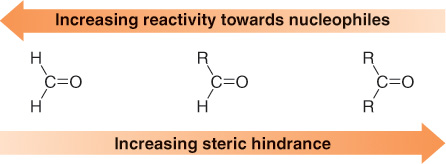 Increasing reactivity towards nucleophiles
H R R
C=O C=O C=O
H H R
Increasing steric hindrance